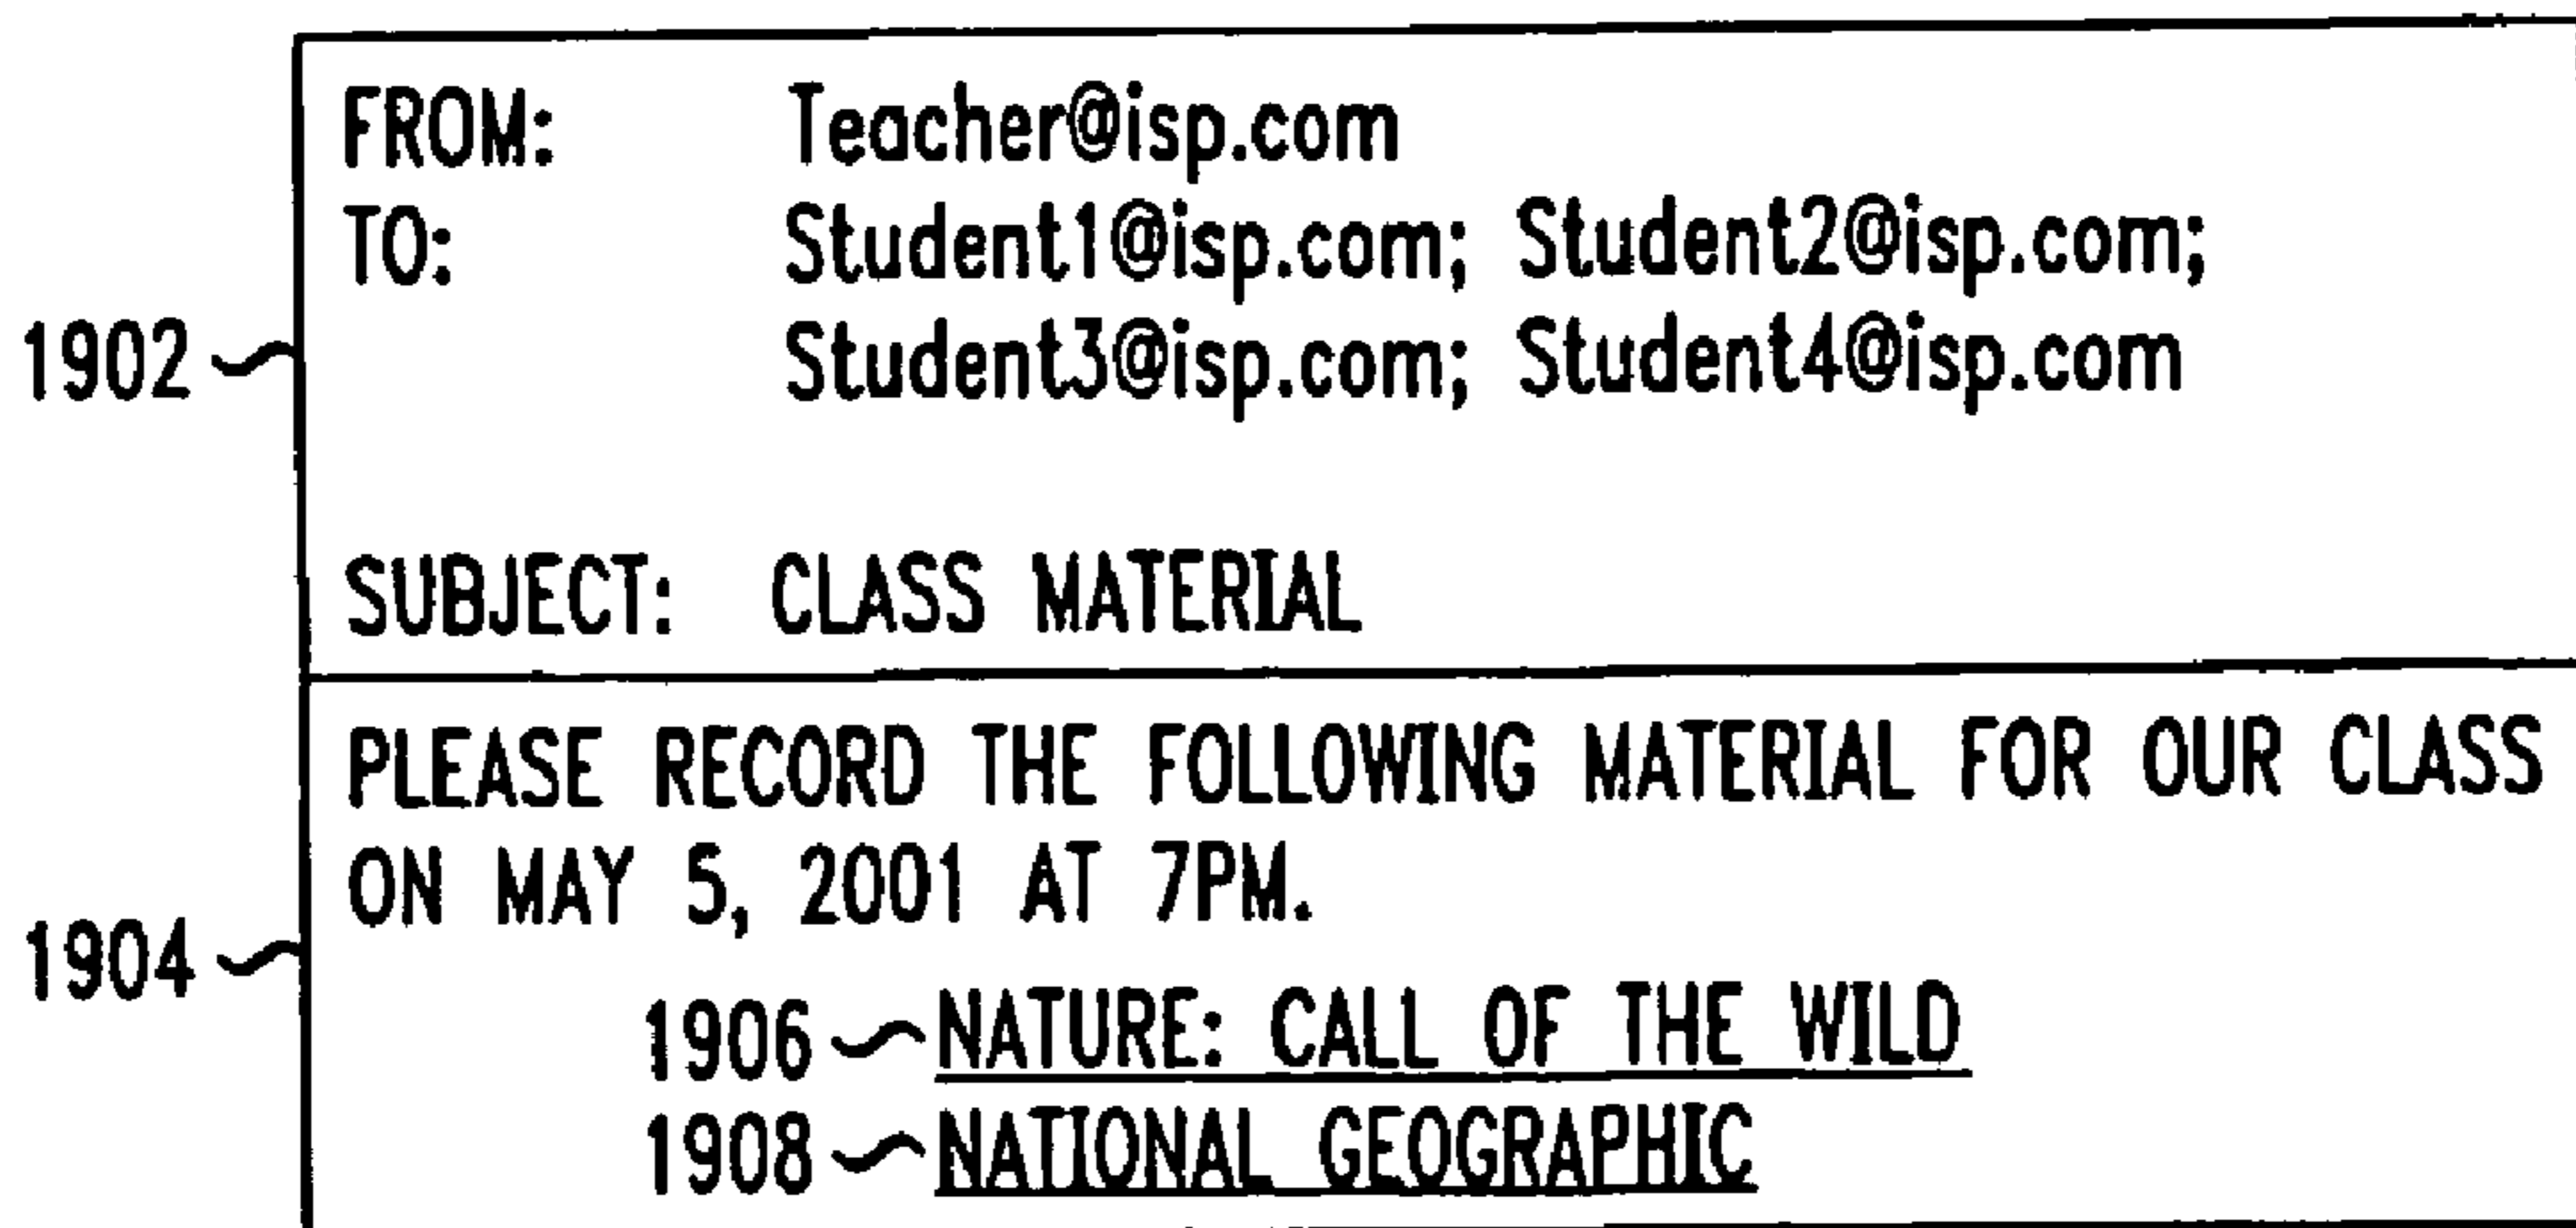 FROM: Teacher@isp.com
TO: Student1@isp.com; Student2@isp.com;
1902 Student3@isp.com; Student4@isp.com
SUBJECT: CLASS MATERIAL
PLEASE RECORD THE FOLLOWING MATERIAL FOR OUR CLASS
ON MAY 5, 2001 AT 7PM.
1904
1906 NATURE: CALL OF THE WILD
1908 NATIONAL GEOGRAPHIC